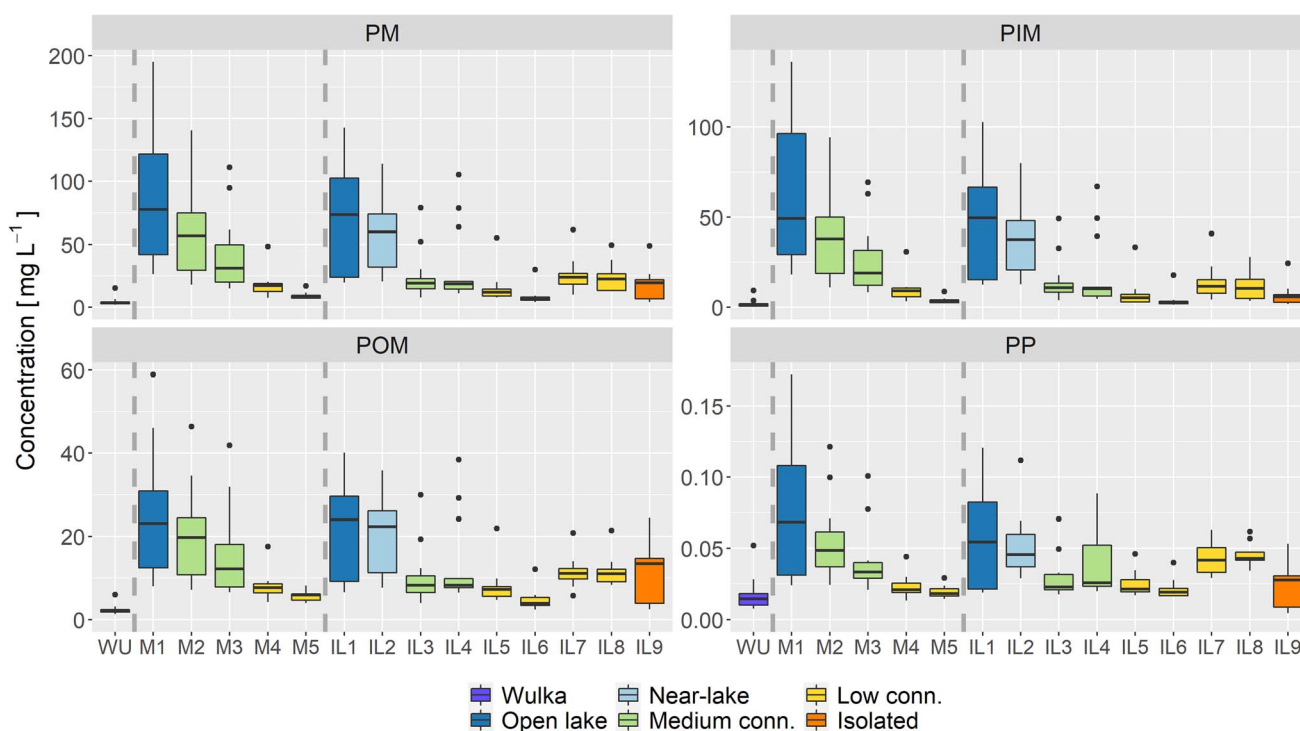 PM
PIM
200
150
100
50
0
100
50
0
POM
PP
60
40
20
0
0.15
0.10
0.05
0.00
Concentration [ mg L⁻¹ ]
WU M1 M2 M3 M4 M5 IL1 IL2 IL3 IL4 IL5 IL6 IL7 IL8 IL9
WU M1 M2 M3 M4 M5 IL1 IL2 IL3 IL4 IL5 IL6 IL7 IL8 IL9
Wulka Near-lake Low conn.
Open lake Medium conn. Isolated